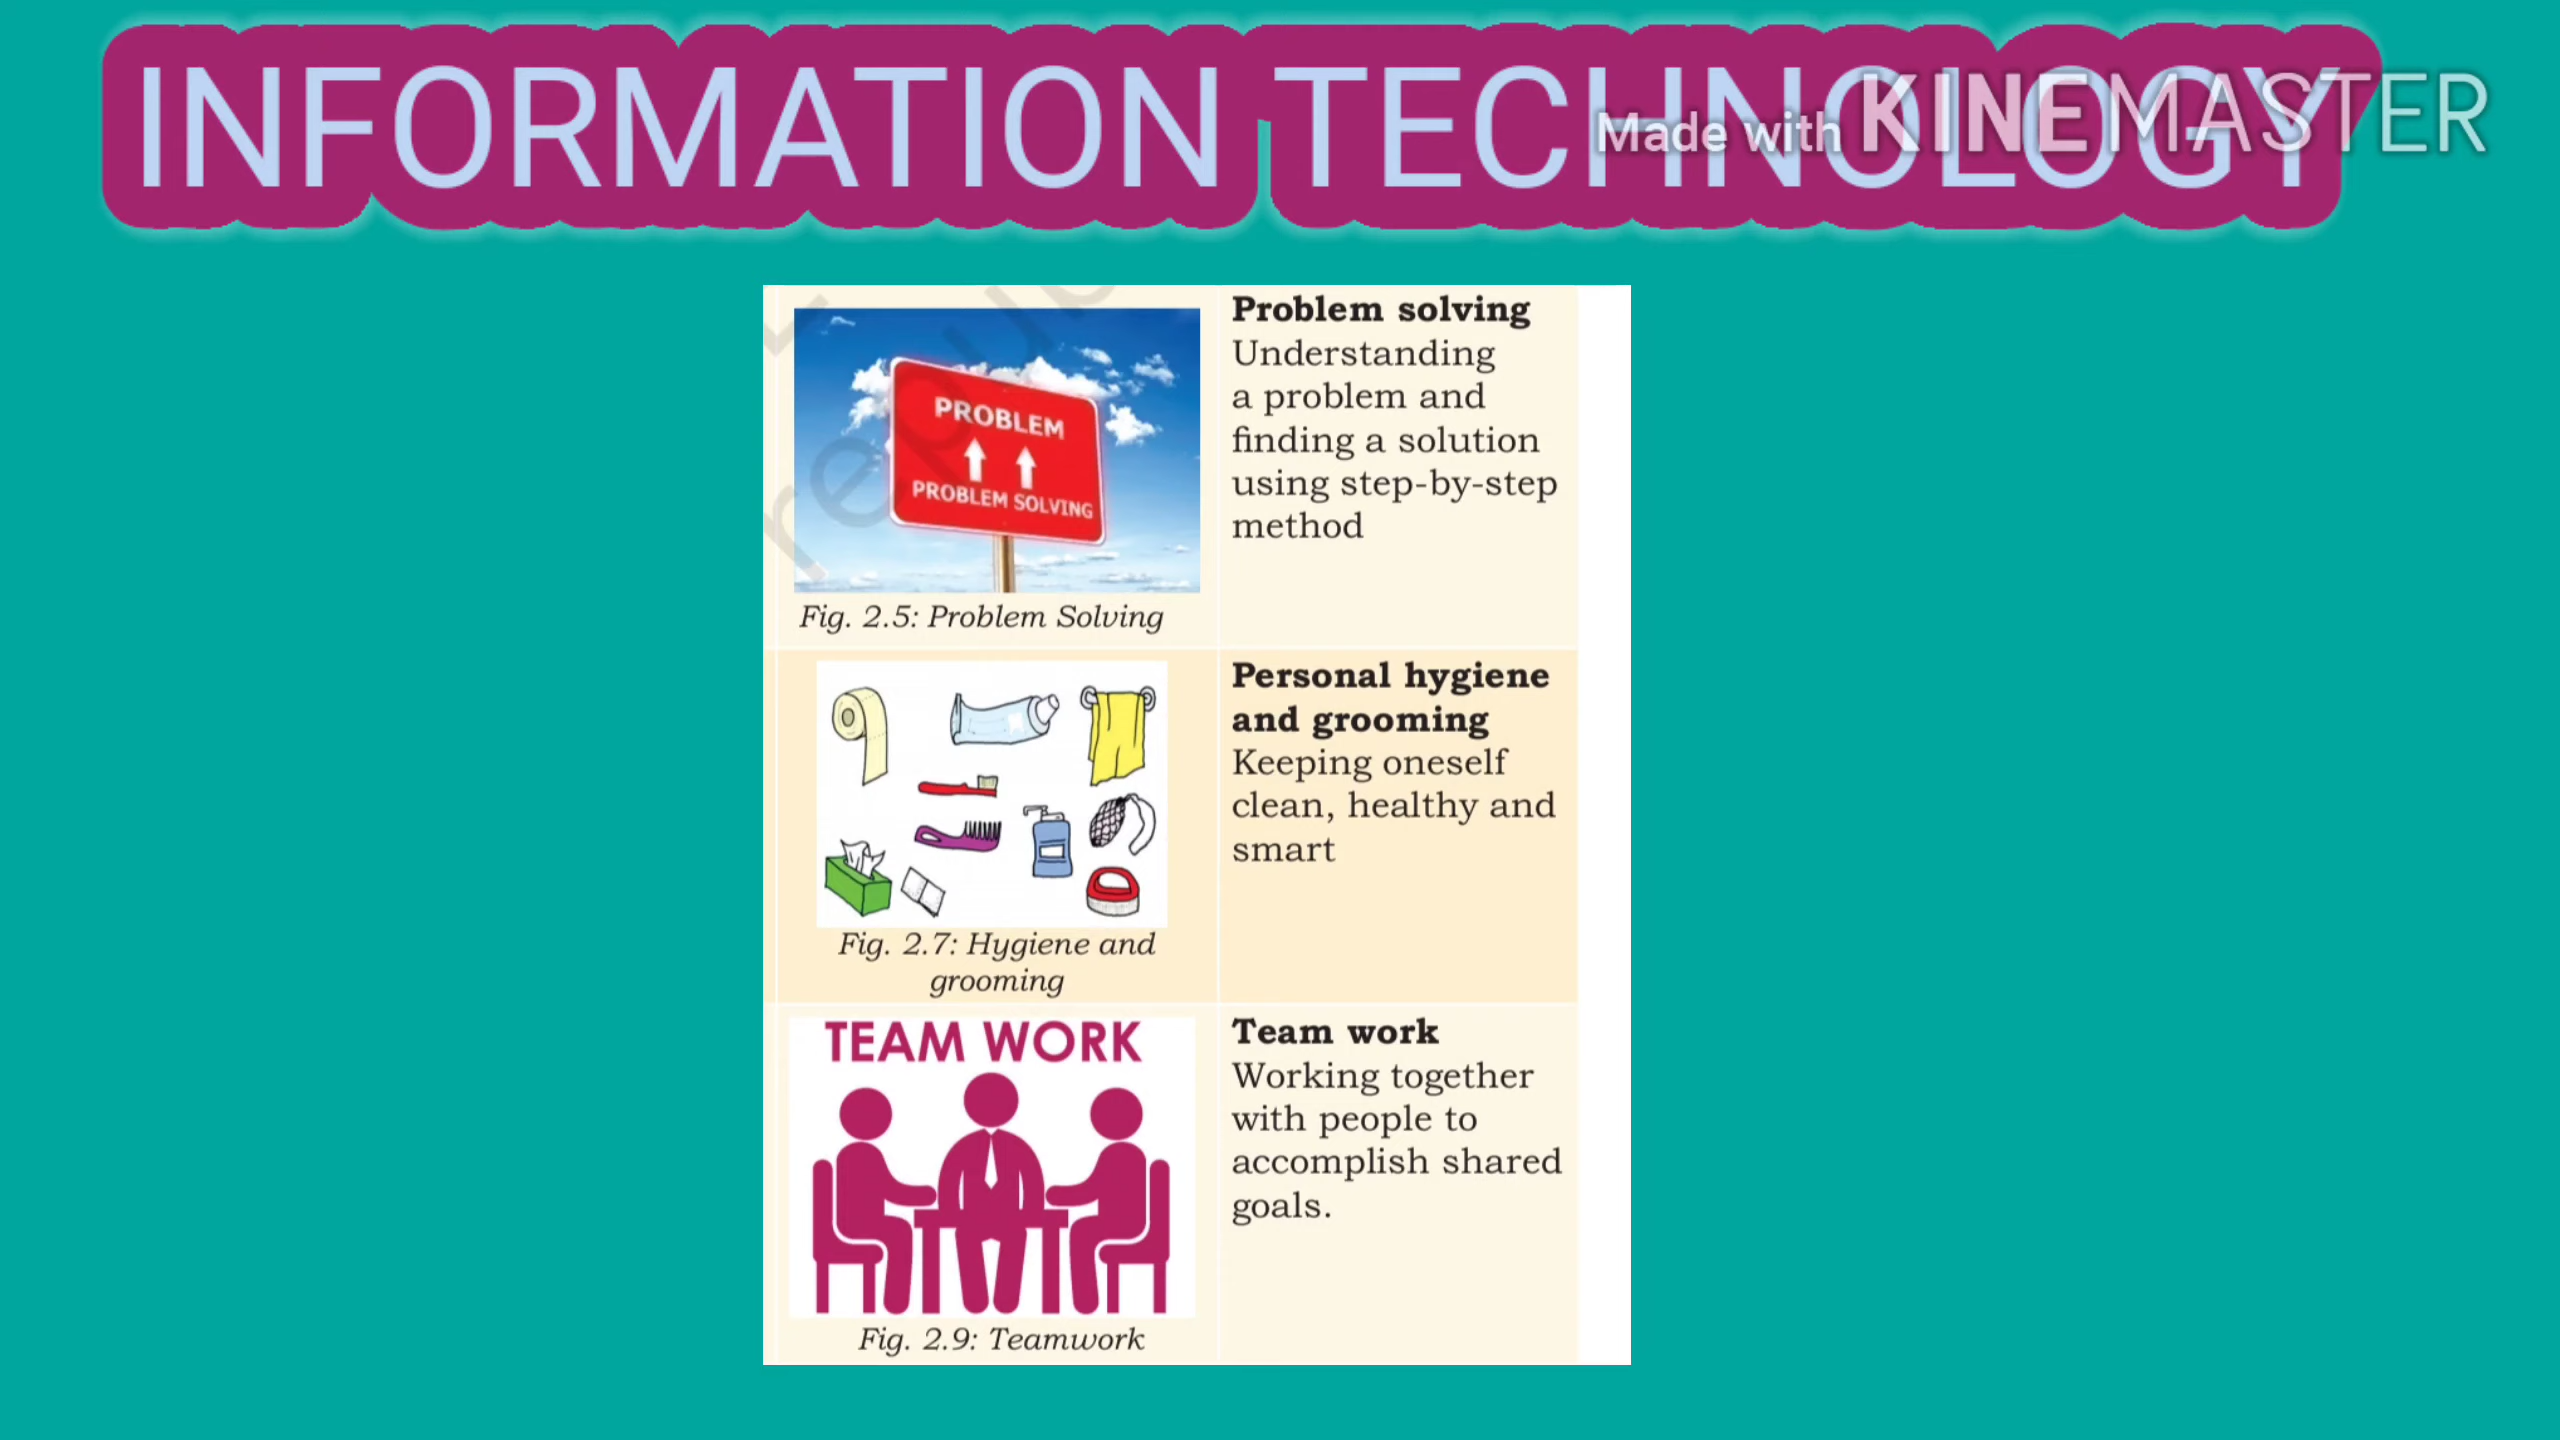 INFORMATION TECHNOLOGY
Made with KINEMASTER
PROBLEM
PROBLEM SOLVING
Fig. 2.5: Problem Solving
Problem solving
Understanding
a problem and
finding a solution
using step-by-step
method
Fig. 2.7: Hygiene and
grooming
Personal hygiene
and grooming
Keeping oneself
clean, healthy and
smart
TEAM WORK
Fig. 2.9: Teamwork
Team work
Working together
with people to
accomplish shared
goals.